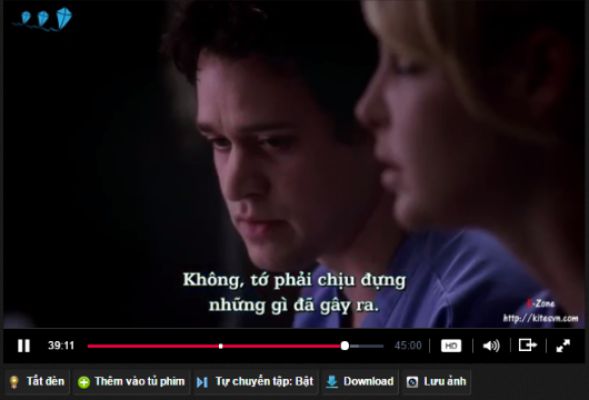 Không, tớ phải chịu đựng
những gì đã gây ra.
K-Zone
http://kitesvn.com
39:11
45:00
HD
Tắt đèn
Thêm vào tủ phim
Tự chuyển tập: Bật
Download
Lưu ảnh